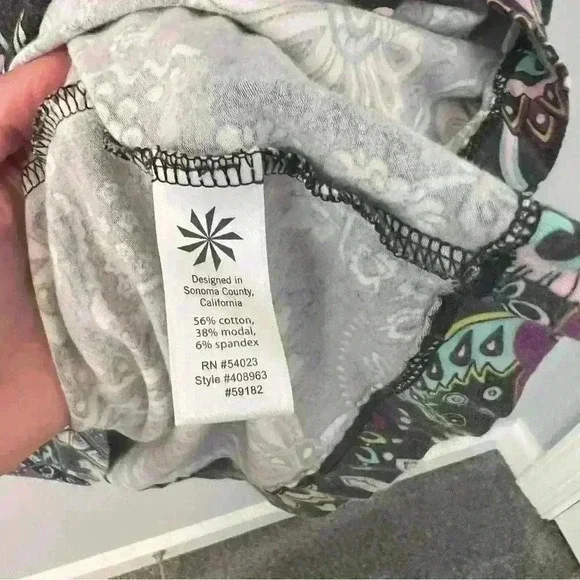 Designed in
Sonoma County,
California
56% cotton,
38% modal,
6% spandex
RN #54023
Style #408963
#59182